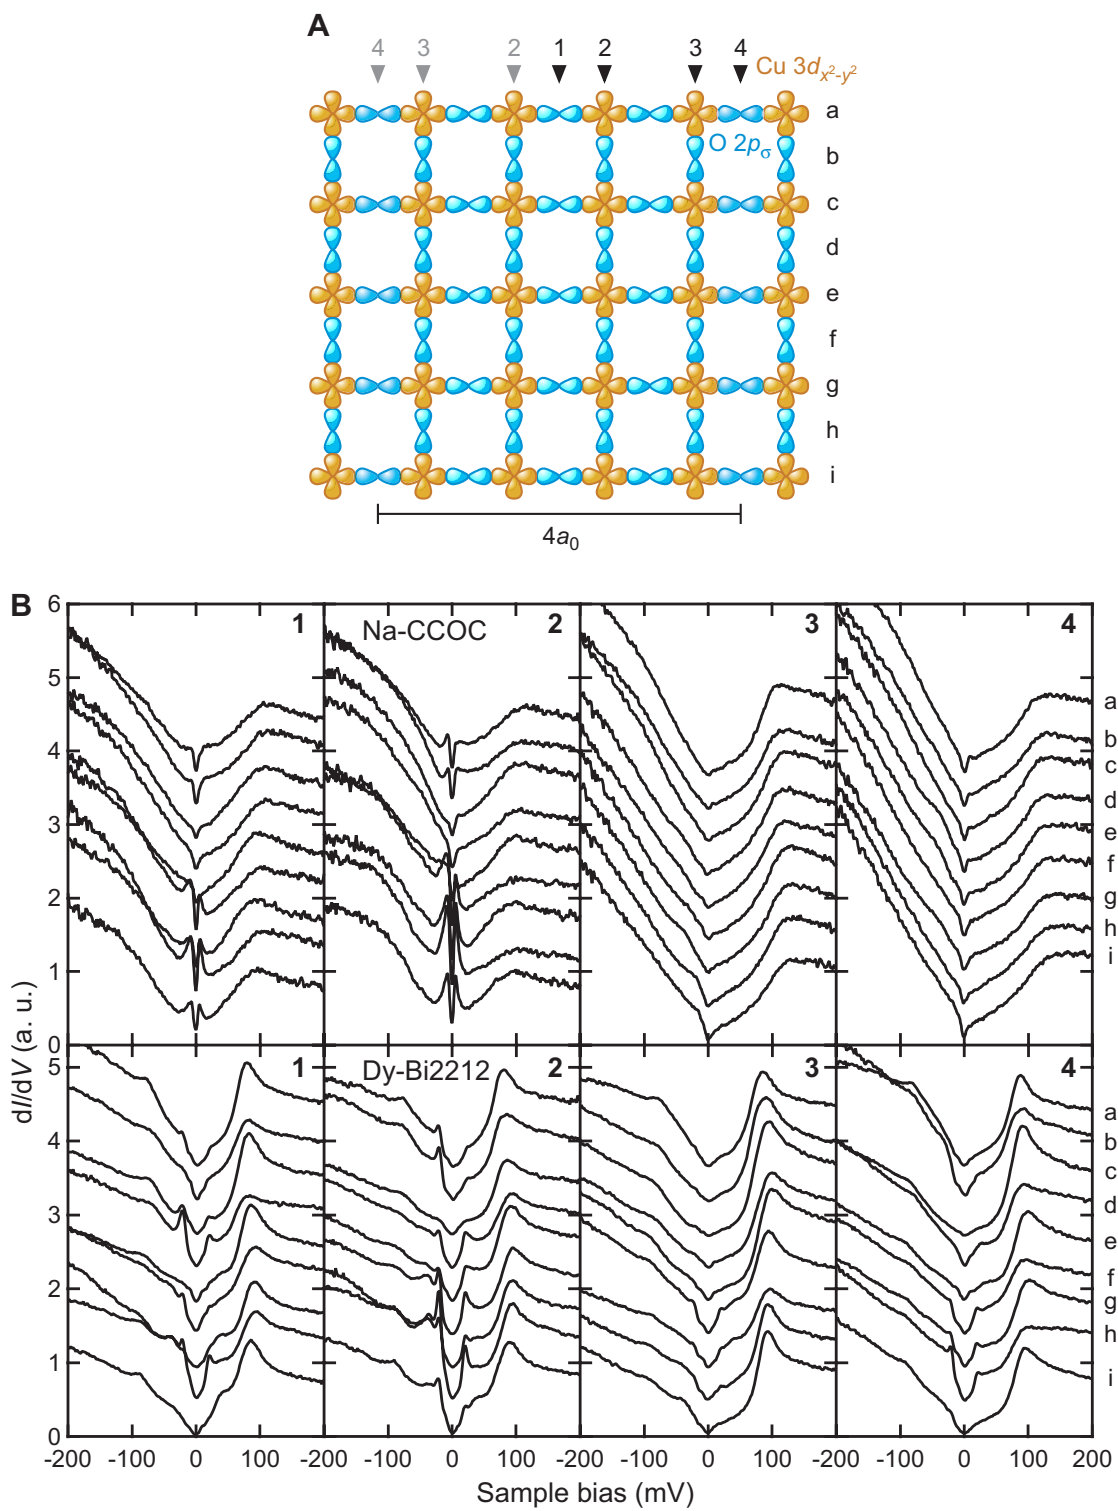 A
4 3 2 1 2 3 4
Cu 3dx²-y²
a
O 2pσ
b
c
d
e
f
g
h
i
4a0
B
6
5
4
3
2
1
0
1
Na-CCOC
2
3
4
a
b
c
d
e
f
g
h
i
dI/dV (a. u.)
5
4
3
2
1
0
1
Dy-Bi2212
2
3
4
a
b
c
d
e
f
g
h
i
-200 -100 0 100 -200 -100 0 100 -200 -100 0 100 -200 -100 0 100 200
Sample bias (mV)